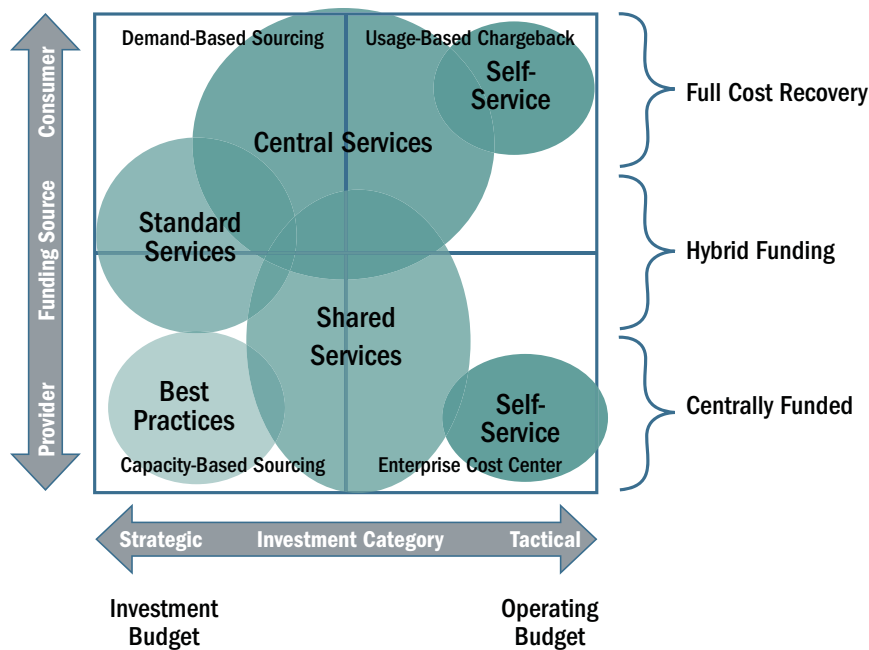 Demand-Based Sourcing
Usage-Based Chargeback
Self-
Service
Central Services
Standard
Services
Shared
Services
Best
Practices
Self-
Service
Capacity-Based Sourcing
Enterprise Cost Center
Consumer
Funding Source
Provider
Full Cost Recovery
Hybrid Funding
Centrally Funded
Strategic
Investment Category
Tactical
Investment
Budget
Operating
Budget